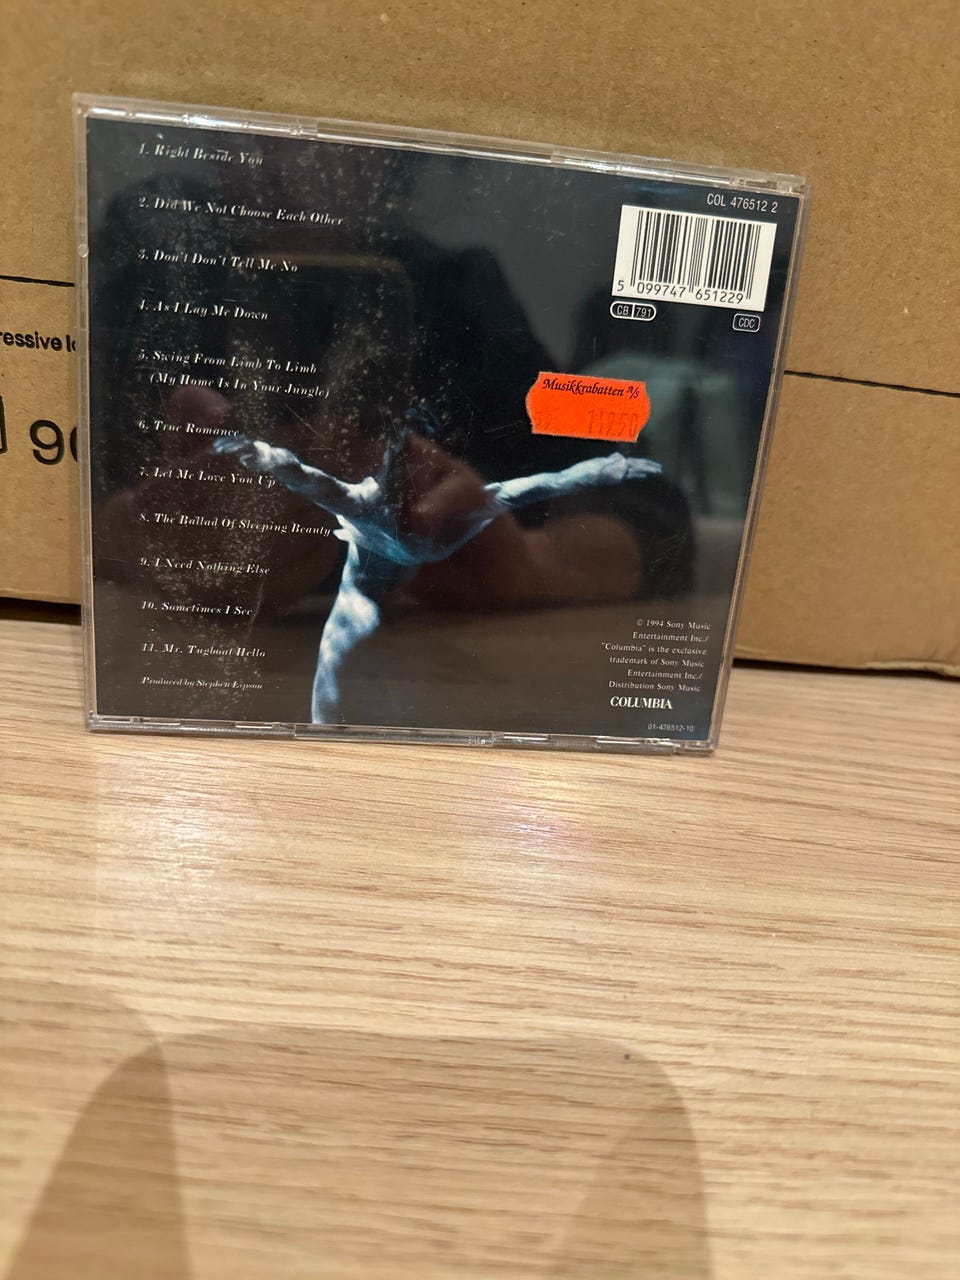 1. Right Beside You
2. Did We Not Choose Each Other
3. Don't Don't Tell Me No
4. As I Lay Me Down
5. Swing From Limb To Limb
(My Home Is In Your Jungle)
6. True Romance
7. Let Me Love You Up
8. The Ballad Of Sleeping Beauty
9. I Need Nothing Else
10. Sometimes I See
11. Mr. Tugboat Hello
Produced by Stephen Lipson
COL 476512 2
5 099747 651229
CB 791
CDC
Musikkrabatten A/S
© 1994 Sony Music
Entertainment Inc./
"Columbia" is the exclusive
trademark of Sony Music
Entertainment Inc./
Distribution Sony Music
COLUMBIA
01-476512-10